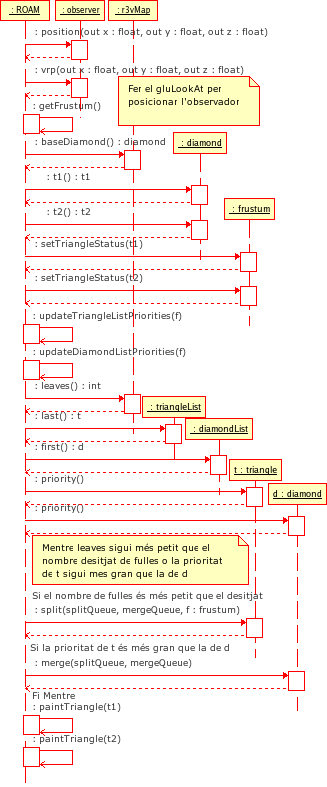 : ROAM
: observer
: r3vMap
: position(out x : float, out y : float, out z : float)
: vrp(out x : float, out y : float, out z : float)
Fer el gluLookAt per
posicionar l'observador
: getFrustum()
: baseDiamond() : diamond
: diamond
: t1() : t1
: t2() : t2
: frustum
: setTriangleStatus(t1)
: setTriangleStatus(t2)
: updateTriangleListPriorities(f)
: updateDiamondListPriorities(f)
: leaves() : int
: triangleList
: last() : t
: diamondList
: first() : d
: priority()
t : triangle
: priority()
d : diamond
Mentre leaves sigui més petit que el
nombre desitjat de fulles o la prioritat
de t sigui mes gran que la de d
Si el nombre de fulles és més petit que el desitjat
: split(splitQueue, mergeQueue, f : frustum)
Si la prioritat de t és més gran que la de d
: merge(splitQueue, mergeQueue)
Fi Mentre
: paintTriangle(t1)
: paintTriangle(t2)